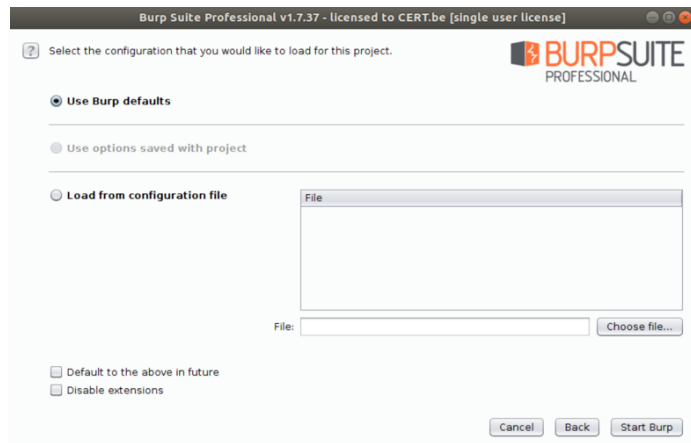 Burp Suite Professional v1.7.37 - licensed to CERT.be [single user license]
? Select the configuration that you would like to load for this project.
BURPSUITE
PROFESSIONAL
Use Burp defaults
Use options saved with project
Load from configuration file
File
File:
Choose file...
Default to the above in future
Disable extensions
Cancel Back Start Burp